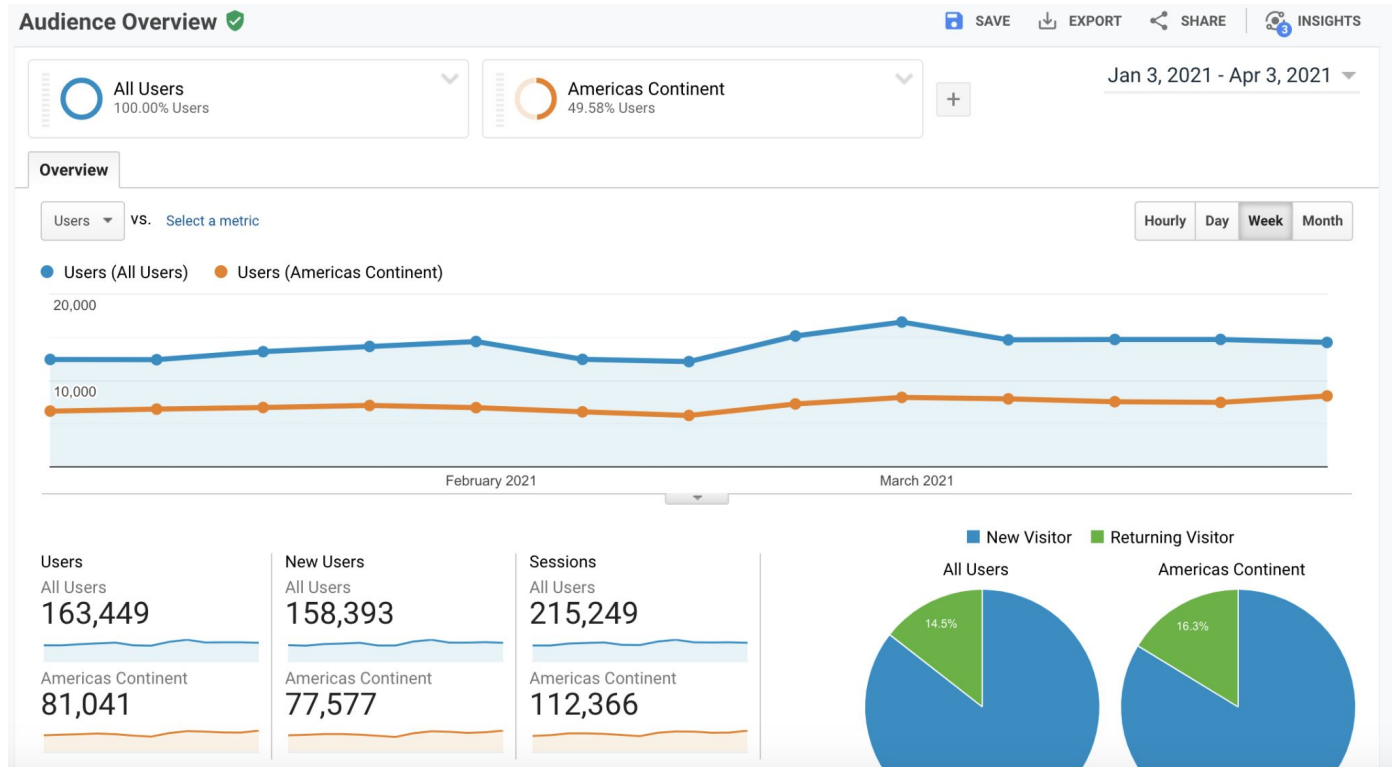 Audience Overview
SAVE
EXPORT
SHARE
3
INSIGHTS
All Users
100.00% Users
Americas Continent
49.58% Users
+
Jan 3, 2021 - Apr 3, 2021
Overview
Users
VS.
Select a metric
Hourly
Day
Week
Month
Users (All Users)
Users (Americas Continent)
20,000
10,000
February 2021
March 2021
Users
All Users
163,449
Americas Continent
81,041
New Users
All Users
158,393
Americas Continent
77,577
Sessions
All Users
215,249
Americas Continent
112,366
New Visitor
Returning Visitor
All Users
14.5%
Americas Continent
16.3%